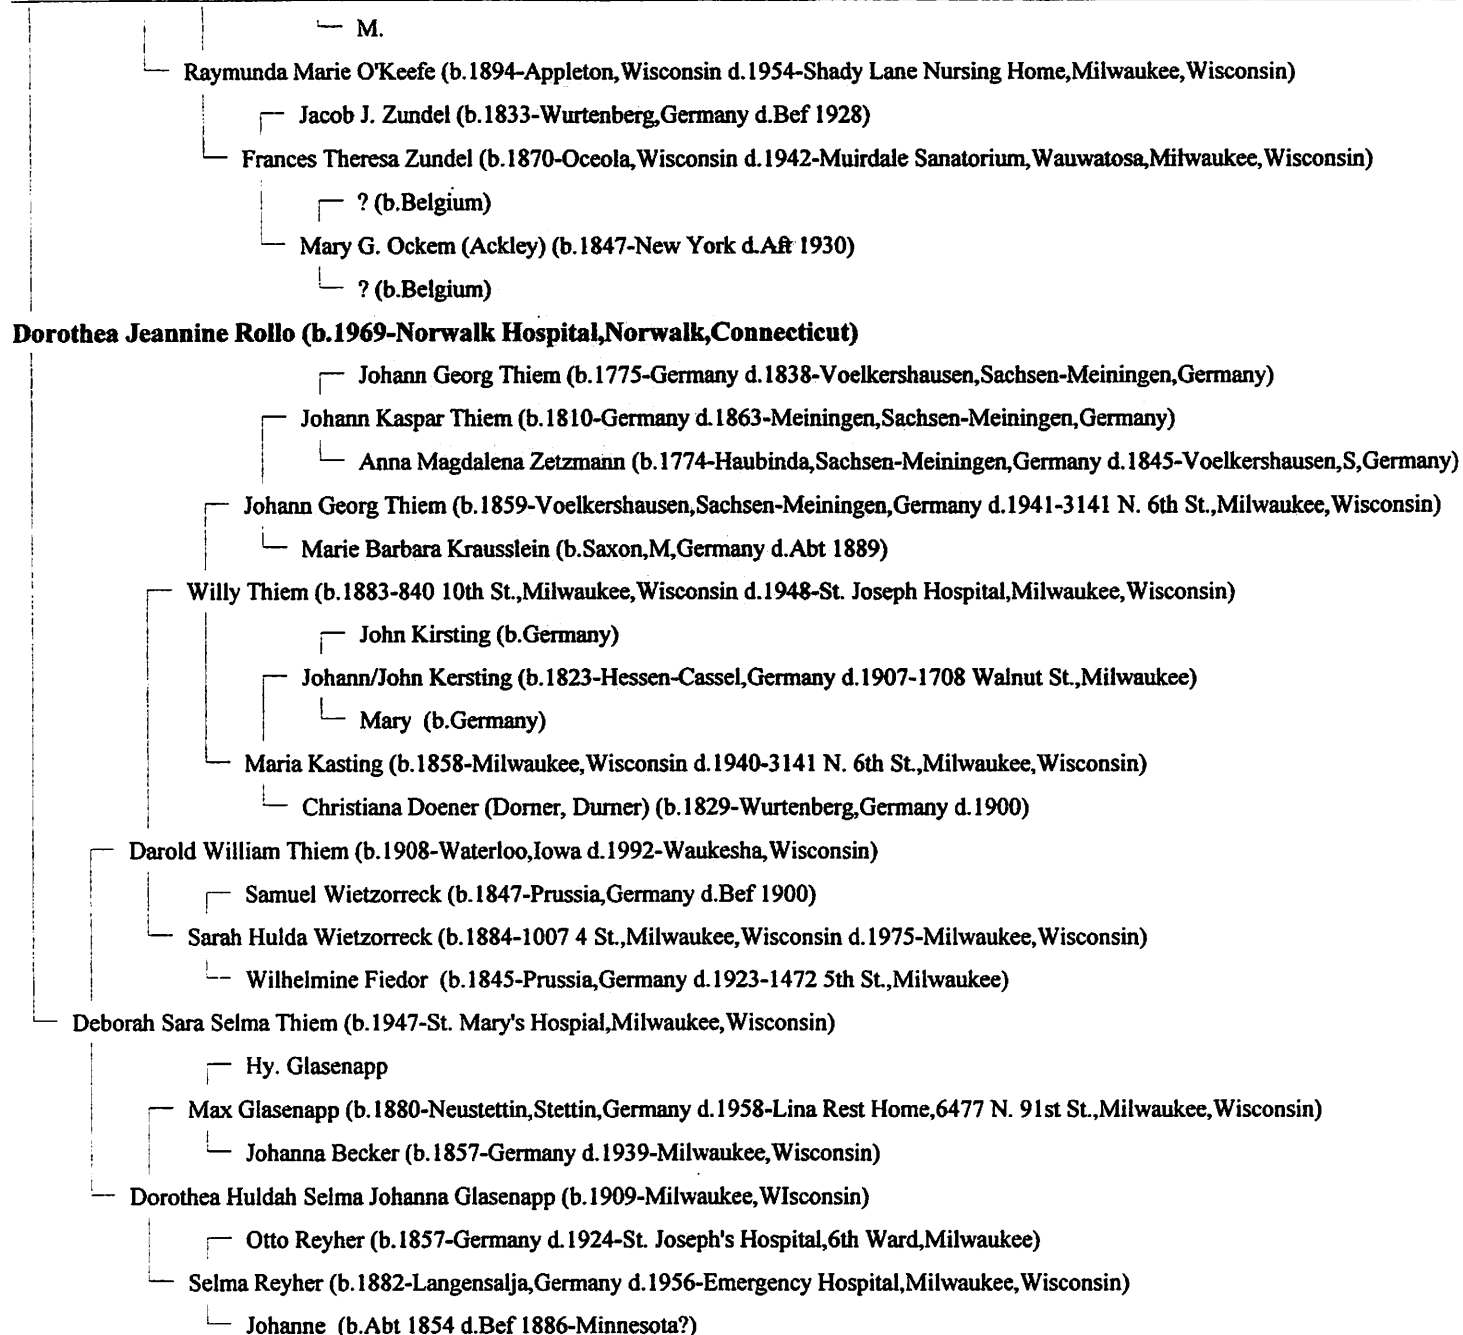 M.
Raymunda Marie O'Keefe (b.1894-Appleton,Wisconsin d.1954-Shady Lane Nursing Home,Milwaukee,Wisconsin)
Jacob J. Zundel (b.1833-Wurtenberg,Germany d.Bef 1928)
Frances Theresa Zundel (b.1870-Oceola,Wisconsin d.1942-Muirdale Sanatorium,Wauwatosa,Milwaukee,Wisconsin)
? (b.Belgium)
Mary G. Ockem (Ackley) (b.1847-New York d.Aft 1930)
? (b.Belgium)
Dorothea Jeannine Rollo (b.1969-Norwalk Hospital,Norwalk,Connecticut)
Johann Georg Thiem (b.1775-Germany d.1838-Voelkershausen,Sachsen-Meiningen,Germany)
Johann Kaspar Thiem (b.1810-Germany d.1863-Meiningen,Sachsen-Meiningen,Germany)
Anna Magdalena Zetzmann (b.1774-Haubinda,Sachsen-Meiningen,Germany d.1845-Voelkershausen,S,Germany)
Johann Georg Thiem (b.1859-Voelkershausen,Sachsen-Meiningen,Germany d.1941-3141 N. 6th St.,Milwaukee,Wisconsin)
Marie Barbara Krausslein (b.Saxon,M,Germany d.Abt 1889)
Willy Thiem (b.1883-840 10th St.,Milwaukee,Wisconsin d.1948-St. Joseph Hospital,Milwaukee,Wisconsin)
John Kirsting (b.Germany)
Johann/John Kersting (b.1823-Hessen-Cassel,Germany d.1907-1708 Walnut St.,Milwaukee)
Mary  (b.Germany)
Maria Kasting (b.1858-Milwaukee,Wisconsin d.1940-3141 N. 6th St.,Milwaukee,Wisconsin)
Christiana Doener (Dorner, Durner) (b.1829-Wurtenberg,Germany d.1900)
Darold William Thiem (b.1908-Waterloo,Iowa d.1992-Waukesha,Wisconsin)
Samuel Wietzorreck (b.1847-Prussia,Germany d.Bef 1900)
Sarah Hulda Wietzorreck (b.1884-1007 4 St.,Milwaukee,Wisconsin d.1975-Milwaukee,Wisconsin)
Wilhelmine Fiedor  (b.1845-Prussia,Germany d.1923-1472 5th St.,Milwaukee)
Deborah Sara Selma Thiem (b.1947-St. Mary's Hospial,Milwaukee,Wisconsin)
Hy. Glasenapp
Max Glasenapp (b.1880-Neustettin,Stettin,Germany d.1958-Lina Rest Home,6477 N. 91st St.,Milwaukee,Wisconsin)
Johanna Becker (b.1857-Germany d.1939-Milwaukee,Wisconsin)
Dorothea Huldah Selma Johanna Glasenapp (b.1909-Milwaukee,WIsconsin)
Otto Reyher (b.1857-Germany d.1924-St. Joseph's Hospital,6th Ward,Milwaukee)
Selma Reyher (b.1882-Langensalja,Germany d.1956-Emergency Hospital,Milwaukee,Wisconsin)
Johanne  (b.Abt 1854 d.Bef 1886-Minnesota?)